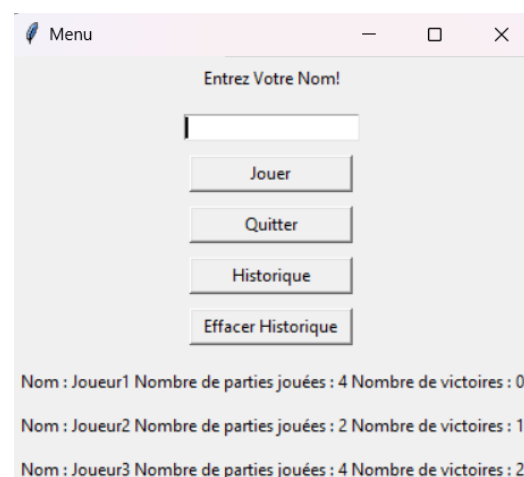 Menu
Entrez Votre Nom!
Jouer
Quitter
Historique
Effacer Historique
Nom : Joueur1 Nombre de parties jouées : 4 Nombre de victoires : 0
Nom : Joueur2 Nombre de parties jouées : 2 Nombre de victoires : 1
Nom : Joueur3 Nombre de parties jouées : 4 Nombre de victoires : 2